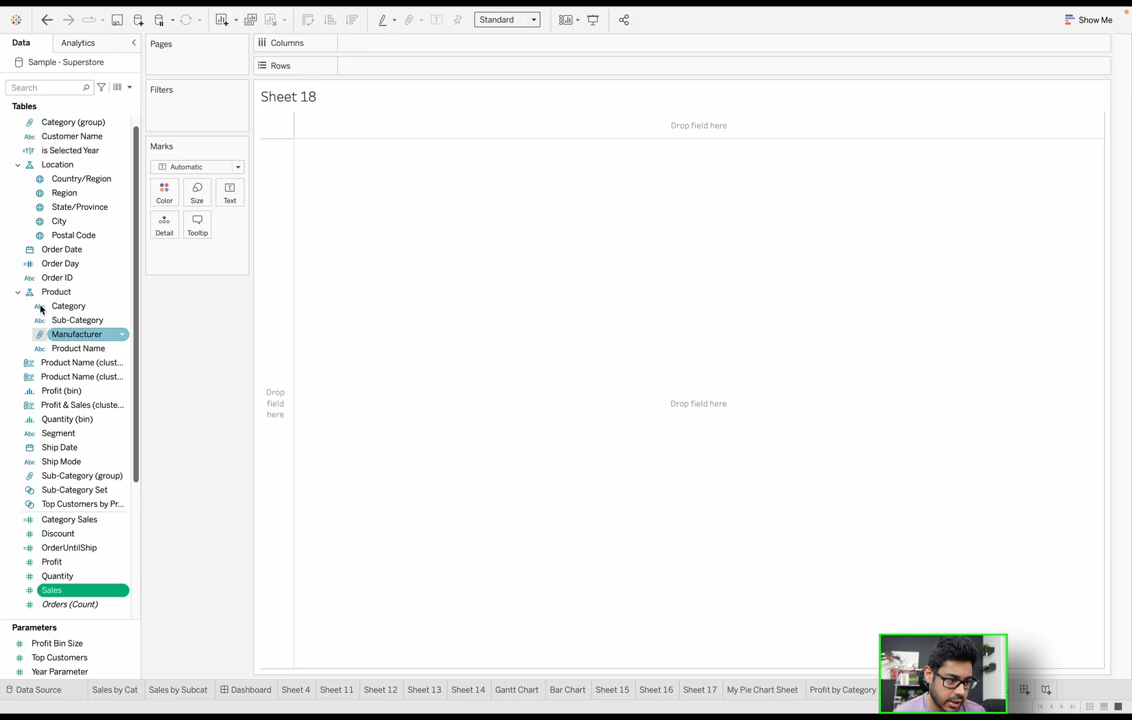 Standard
Show Me
Data
Analytics
Sample - Superstore
Search
Tables
Category (group)
Abc Customer Name
=T|F is Selected Year
Location
Country/Region
Region
State/Province
City
Postal Code
Order Date
=# Order Day
Abc Order ID
Product
Category
Abc Sub-Category
Manufacturer
Abc Product Name
Product Name (clust...
Product Name (clust...
Profit (bin)
Profit & Sales (cluste...
Quantity (bin)
Abc Segment
Ship Date
Abc Ship Mode
Sub-Category (group)
Sub-Category Set
Top Customers by Pr...
=# Category Sales
# Discount
=# OrderUntilShip
# Profit
# Quantity
# Sales
# Orders (Count)
Parameters
# Profit Bin Size
# Top Customers
# Year Parameter
Pages
Filters
Marks
Automatic
Color
Size
Text
Detail
Tooltip
Columns
Rows
Sheet 18
Drop field here
Drop
field
here
Drop field here
Data Source
Sales by Cat
Sales by Subcat
Dashboard
Sheet 4
Sheet 11
Sheet 12
Sheet 13
Sheet 14
Gantt Chart
Bar Chart
Sheet 15
Sheet 16
Sheet 17
My Pie Chart Sheet
Profit by Category